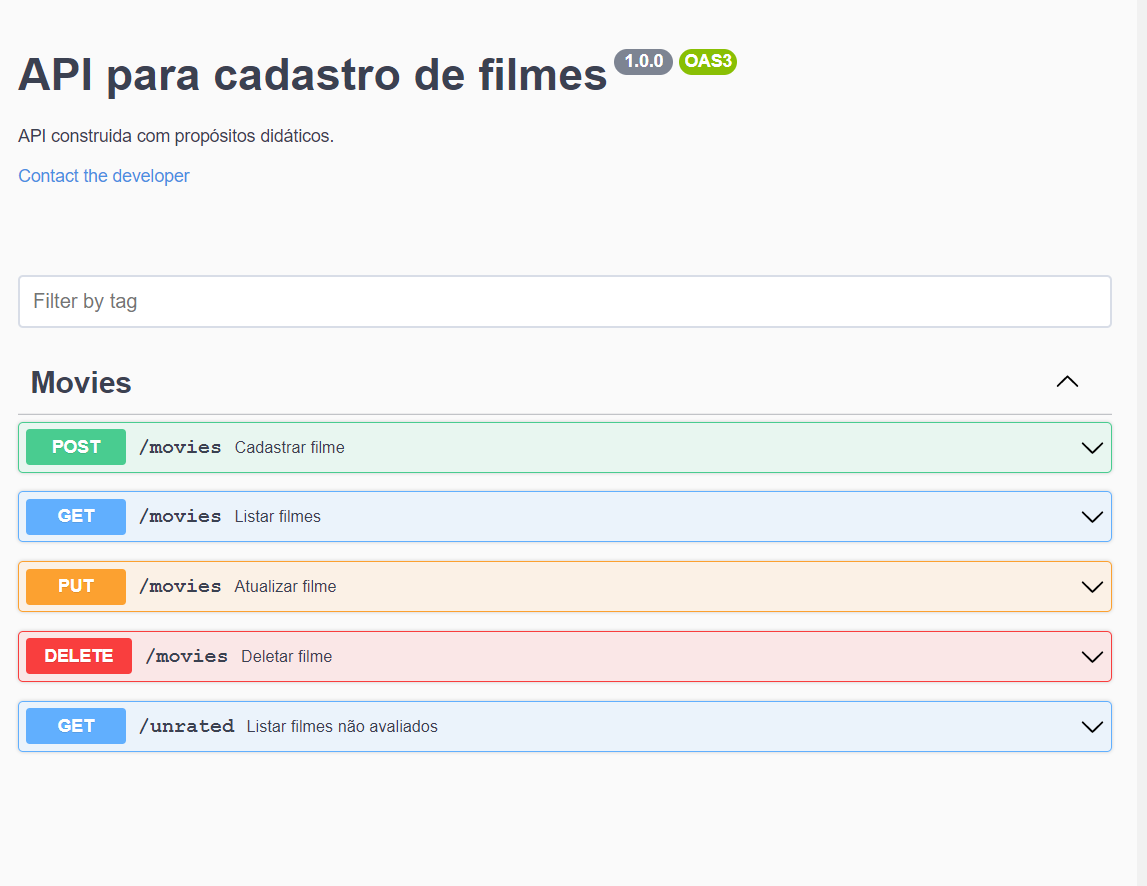 API para cadastro de filmes 1.0.0 OAS3
API construida com propósitos didáticos.
Contact the developer
Filter by tag
Movies
POST /movies Cadastrar filme
GET /movies Listar filmes
PUT /movies Atualizar filme
DELETE /movies Deletar filme
GET /unrated Listar filmes não avaliados